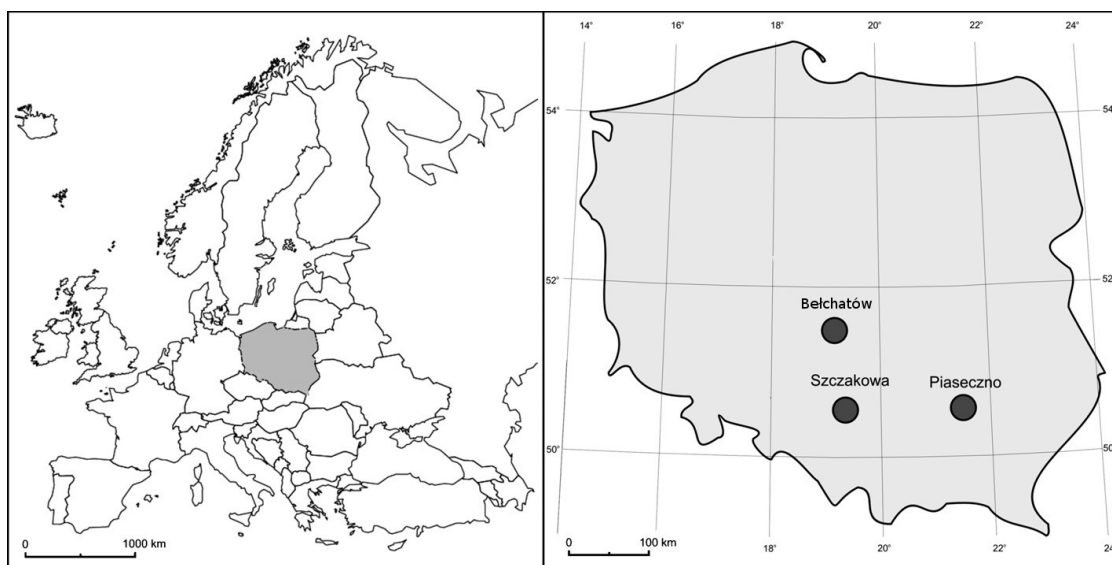 14° 16° 18° 20° 22° 24°
54° 54°
52° 52°
Bełchatów
Szczakowa Piaseczno
50° 50°
0 1000 km
0 100 km
18° 20° 22° 24